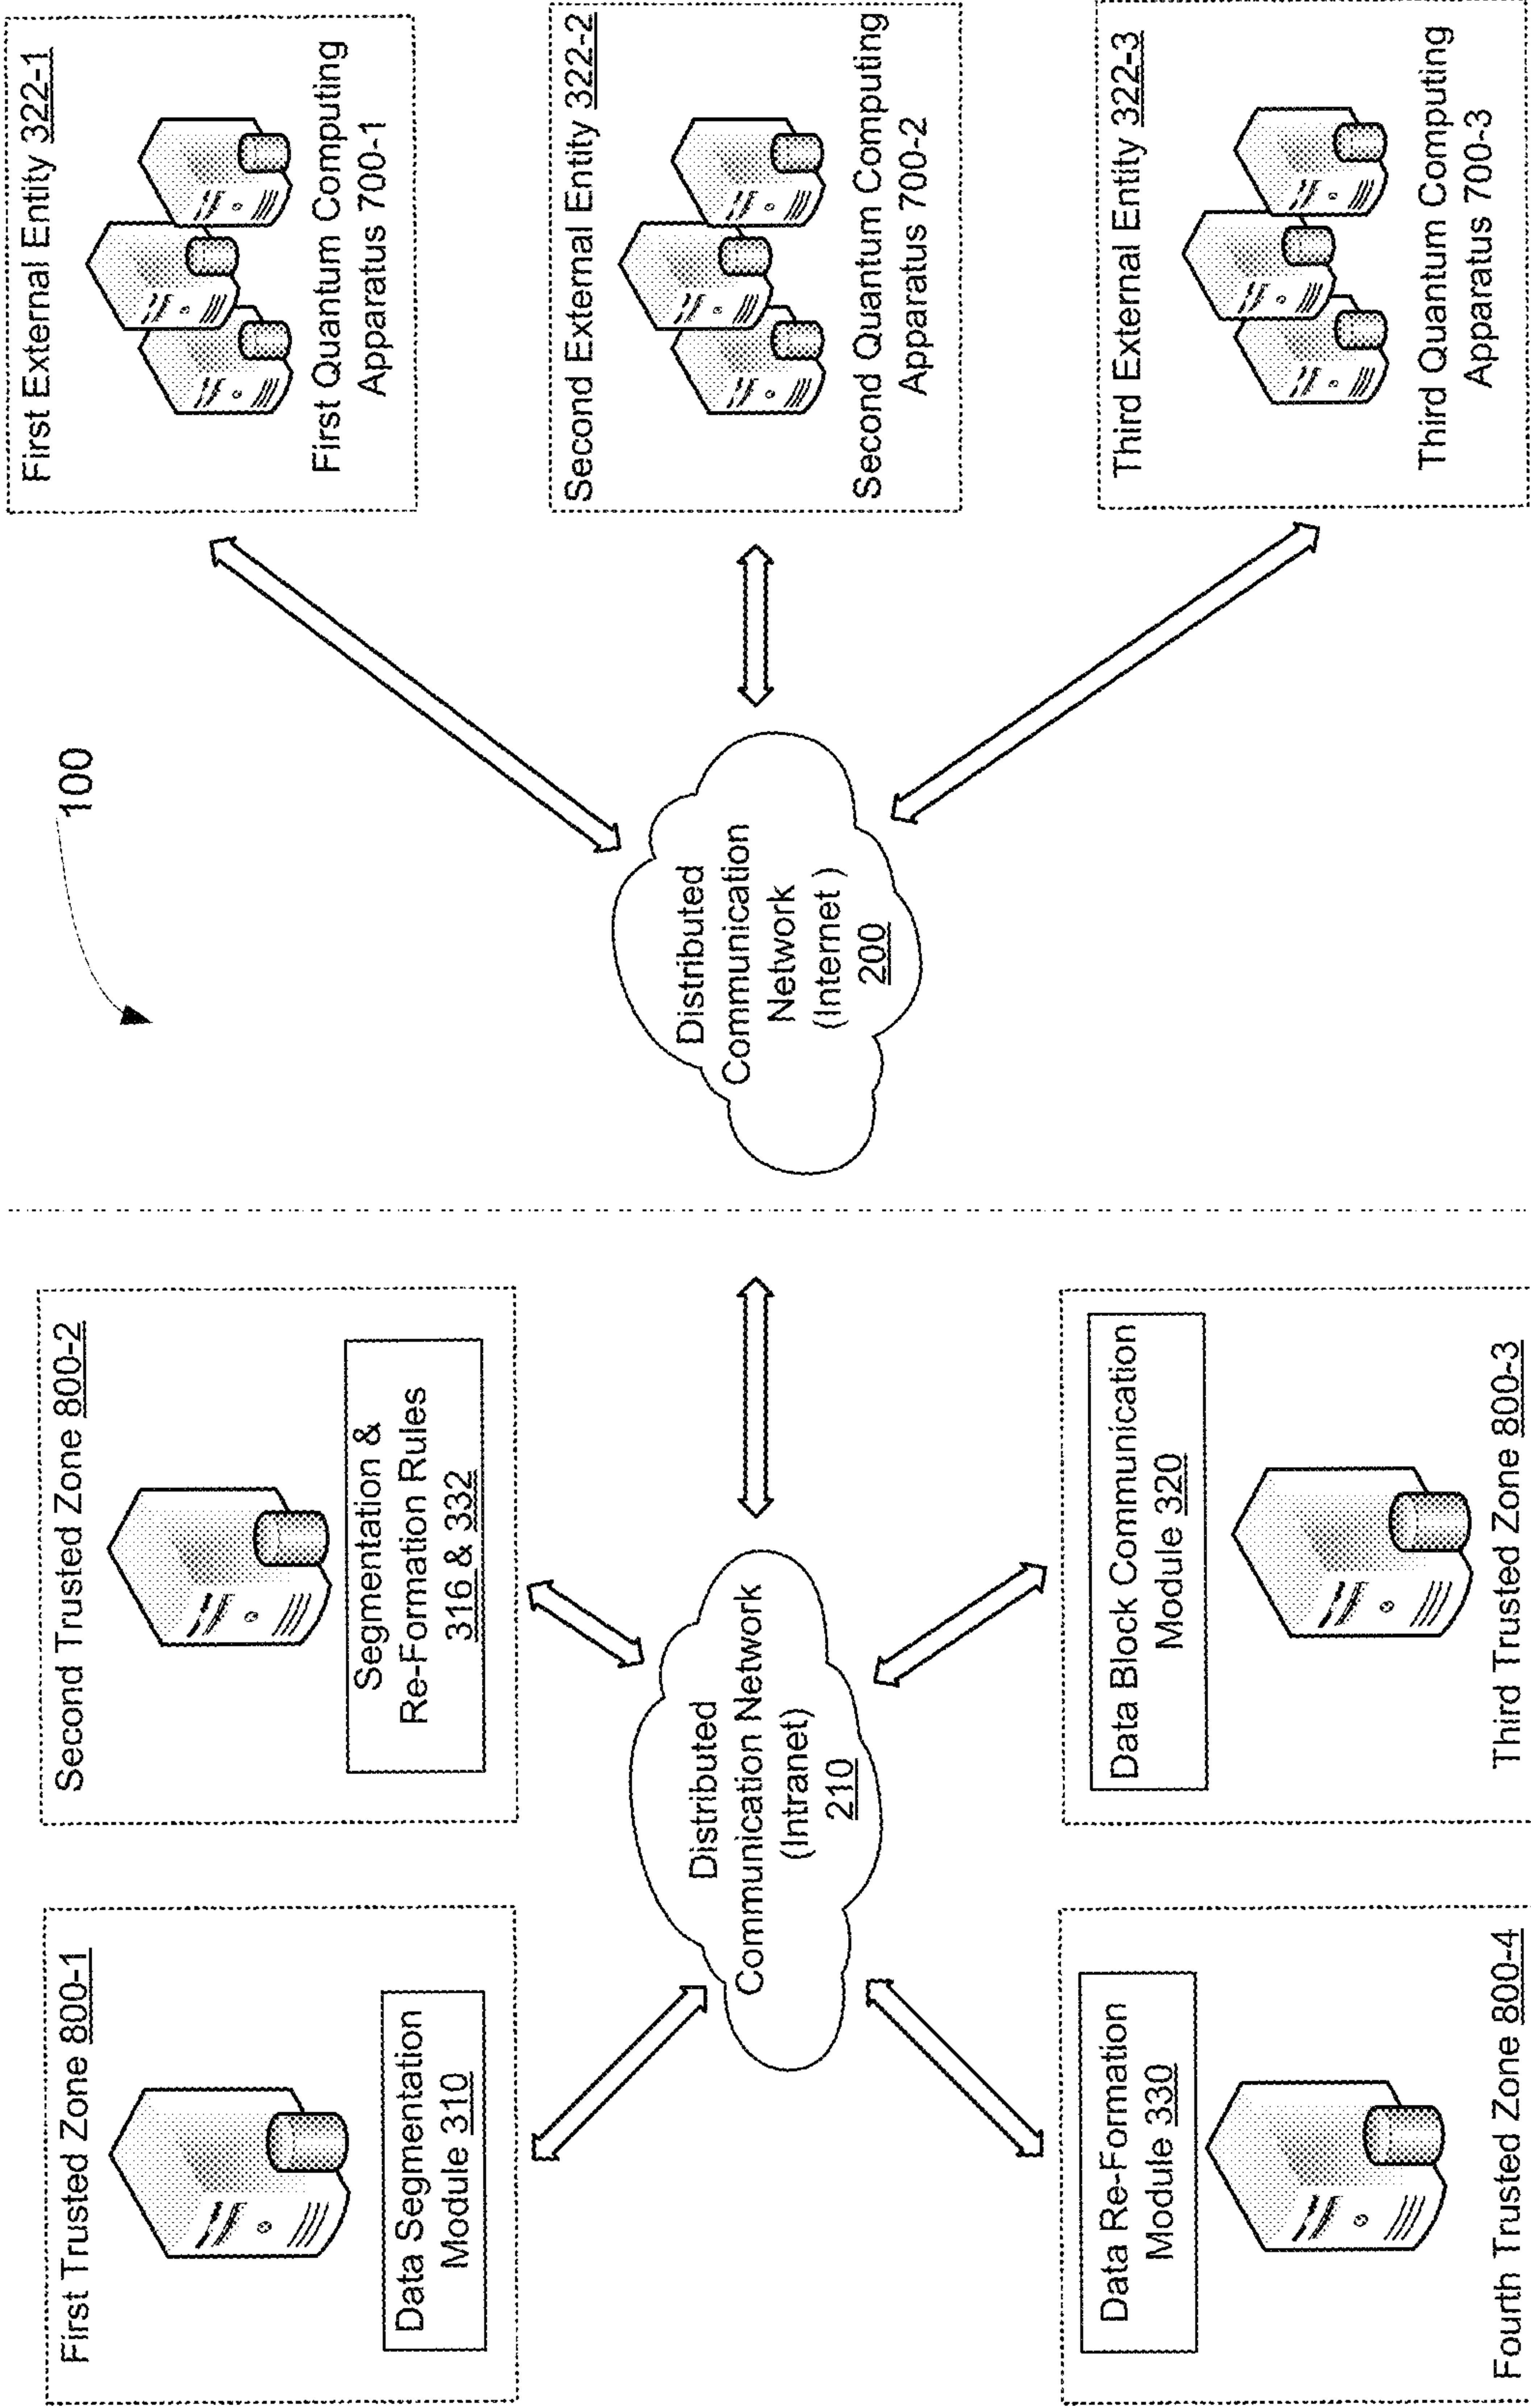 100
First Trusted Zone 800-1
Data Segmentation
Module 310
Second Trusted Zone 800-2
Segmentation &
Re-Formation Rules
316 & 332
First External Entity 322-1
First Quantum Computing
Apparatus 700-1
Distributed
Communication Network
(Intranet)
210
Distributed
Communication
Network
(Internet )
200
Second External Entity 322-2
Second Quantum Computing
Apparatus 700-2
Data Re-Formation
Module 330
Fourth Trusted Zone 800-4
Data Block Communication
Module 320
Third Trusted Zone 800-3
Third External Entity 322-3
Third Quantum Computing
Apparatus 700-3